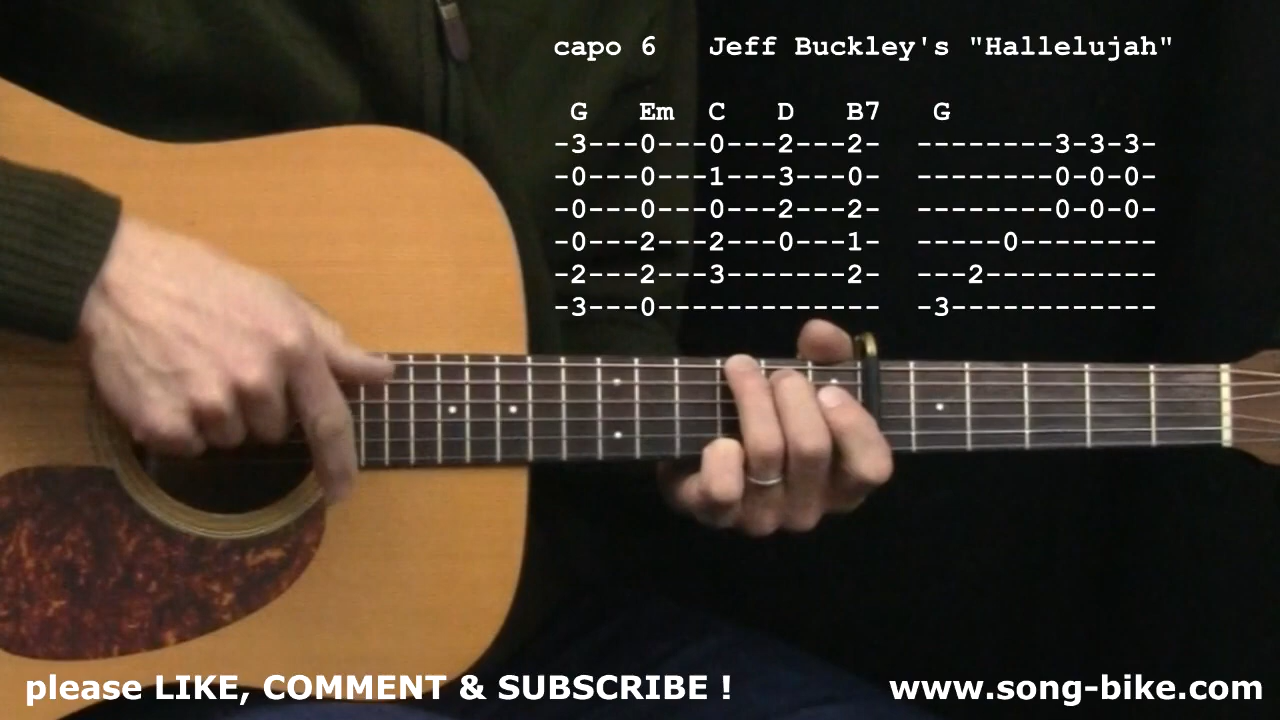 capo 6   Jeff Buckley's "Hallelujah"
 G   Em  C   D   B7   G
-3---0---0---2---2-  --------3-3-3-
-0---0---1---3---0-  --------0-0-0-
-0---0---0---2---2-  --------0-0-0-
-0---2---2---0---1-  -----0--------
-2---2---3-------2-  ---2----------
-3---0-------------  -3------------
please LIKE, COMMENT & SUBSCRIBE !   www.song-bike.com